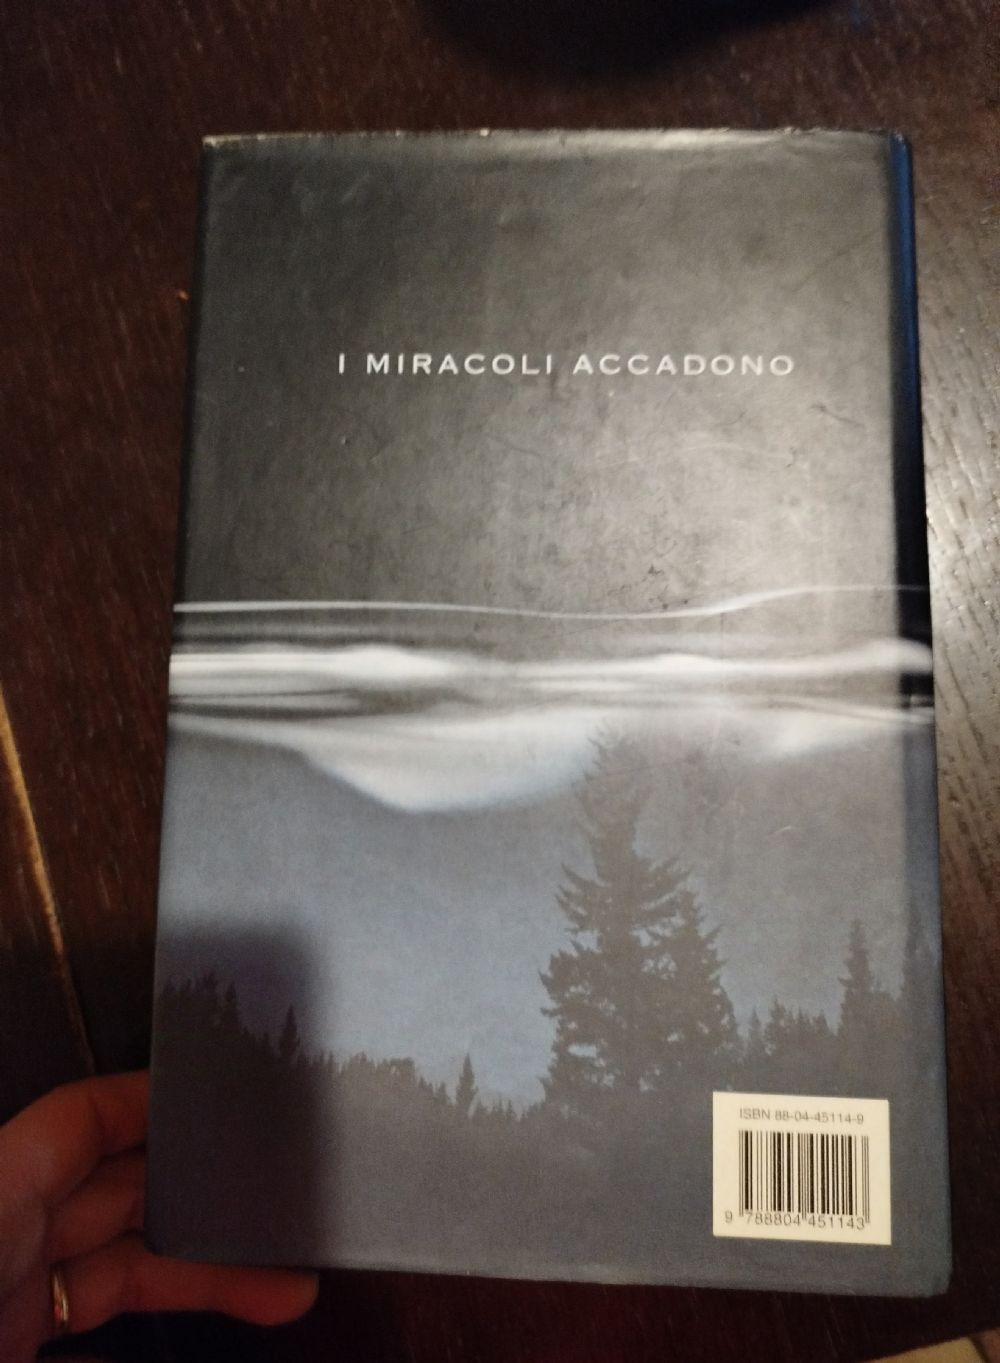 I MIRACOLI ACCADONO
ISBN 88-04-45114-9
9 788804 451143